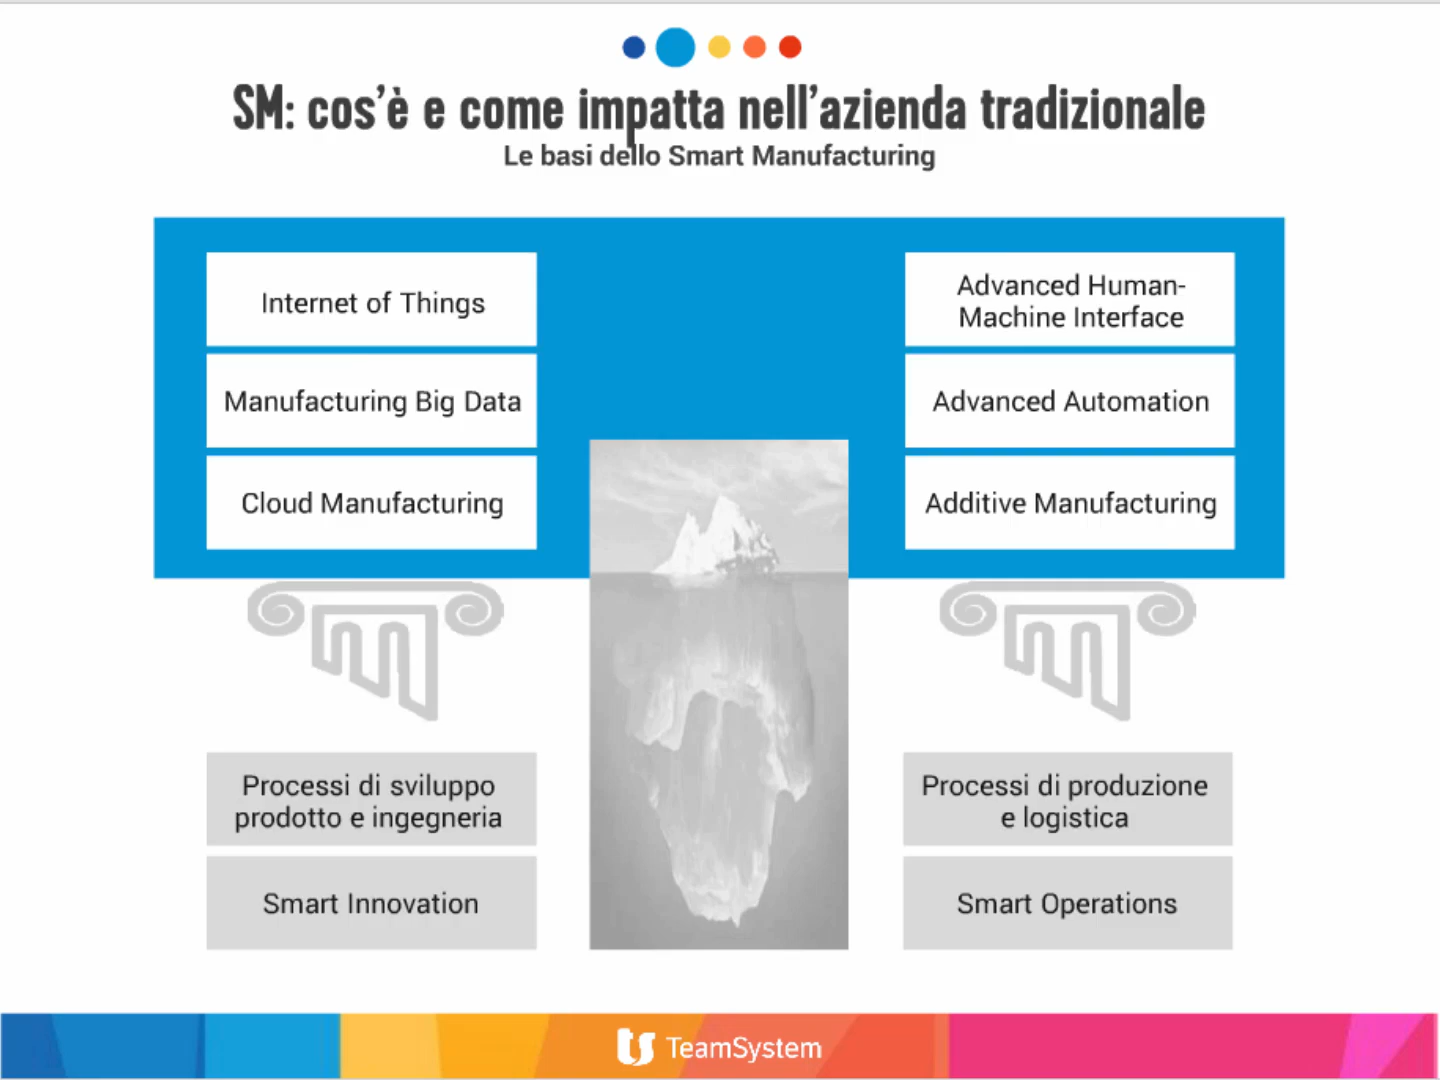 SM: cos’è e come impatta nell’azienda tradizionale
Le basi dello Smart Manufacturing
Internet of Things
Manufacturing Big Data
Cloud Manufacturing
Advanced Human-
Machine Interface
Advanced Automation
Additive Manufacturing
Processi di sviluppo
prodotto e ingegneria
Smart Innovation
Processi di produzione
e logistica
Smart Operations
TeamSystem